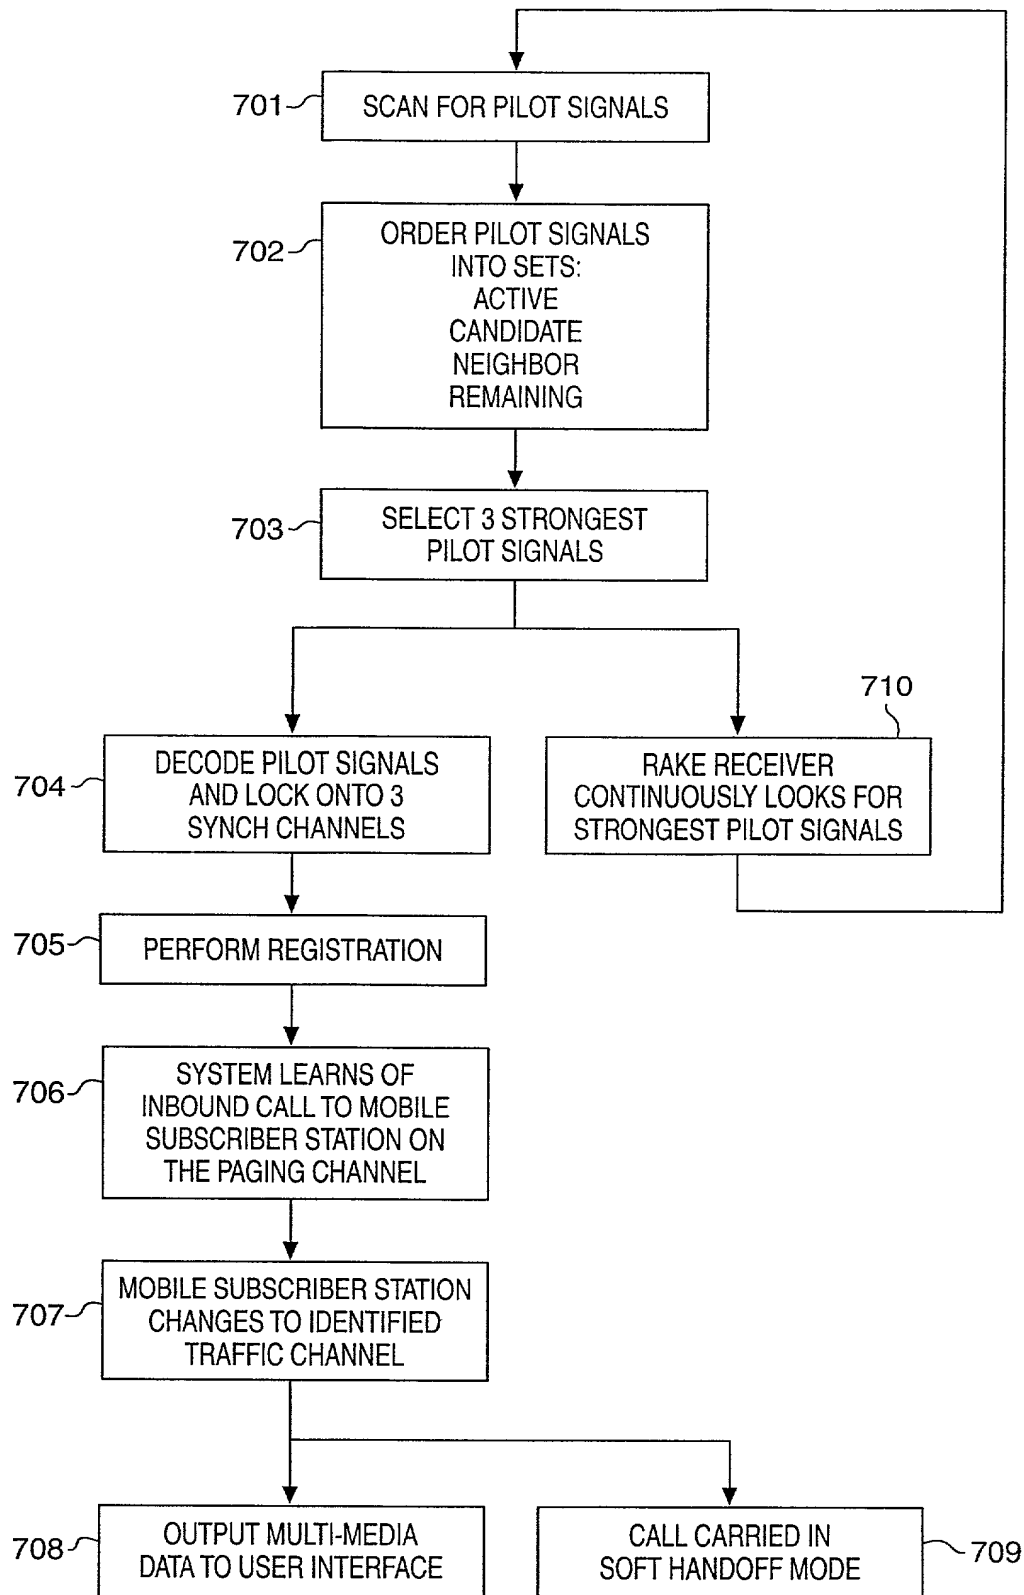 701
SCAN FOR PILOT SIGNALS
702
ORDER PILOT SIGNALS
INTO SETS:
ACTIVE
CANDIDATE
NEIGHBOR
REMAINING
703
SELECT 3 STRONGEST
PILOT SIGNALS
704
DECODE PILOT SIGNALS
AND LOCK ONTO 3
SYNCH CHANNELS
710
RAKE RECEIVER
CONTINUOUSLY LOOKS FOR
STRONGEST PILOT SIGNALS
705
PERFORM REGISTRATION
706
SYSTEM LEARNS OF
INBOUND CALL TO MOBILE
SUBSCRIBER STATION ON
THE PAGING CHANNEL
707
MOBILE SUBSCRIBER STATION
CHANGES TO IDENTIFIED
TRAFFIC CHANNEL
708
OUTPUT MULTI-MEDIA
DATA TO USER INTERFACE
CALL CARRIED IN
SOFT HANDOFF MODE
709